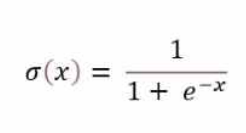 σ(x) = 1 / (1 + e^{-x})